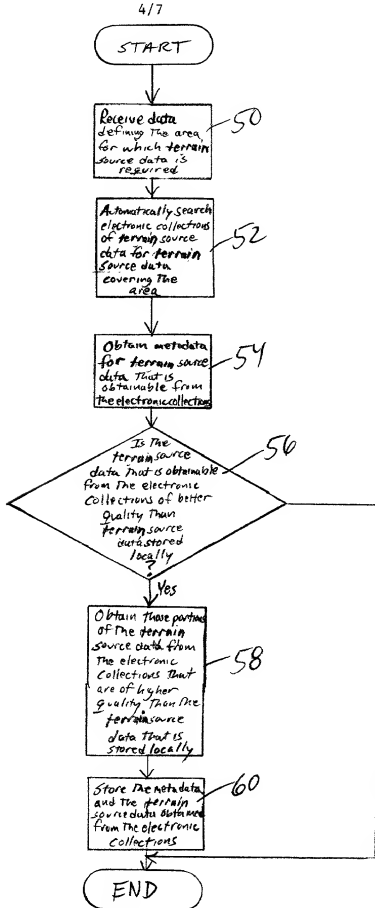 4/7
START
Receive data
defining The area
for which terrain
source data is
required
50
Automatically search
electronic collections
of terrain source
data for terrain
source data
covering The
area
52
Obtain metadata
for terrain source
data That is
obtainable from
the electronic collections
54
Is The
terrain source
data That is obtainable
from The electronic
Collections of better
quality Than
terrain source
data stored
locally
?
56
Yes
Obtain those portions
of The terrain
source data from
The electronic
Collections That
are of higher
quality Than The
terrain source
data that is
stored locally
58
Store The metadata
and The terrain
source data obtained
from The electronic
collections
60
END